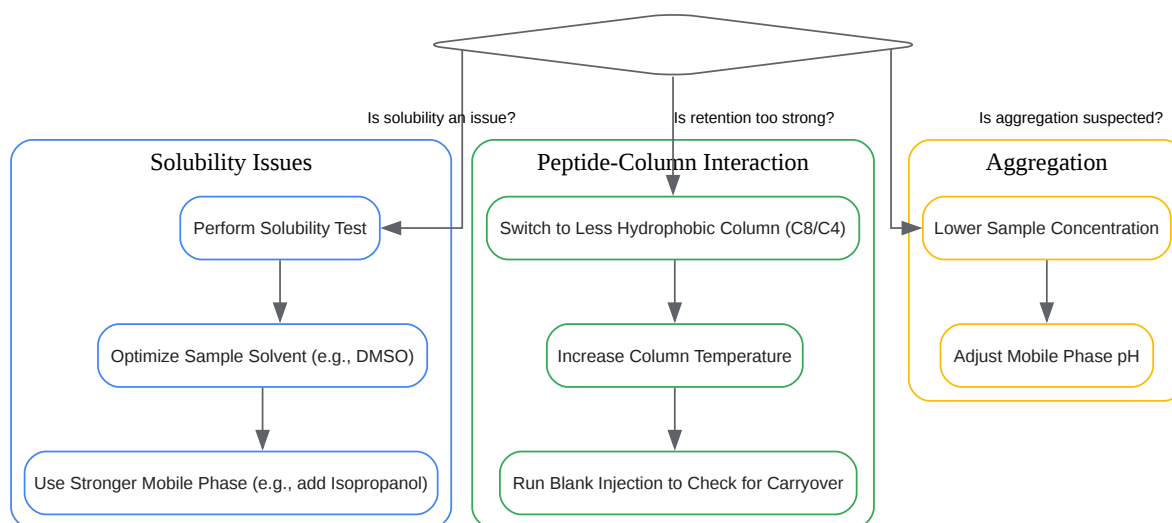 Is solubility an issue?
Is retention too strong?
Is aggregation suspected?
Solubility Issues
Peptide-Column Interaction
Aggregation
Perform Solubility Test
Switch to Less Hydrophobic Column (C8/C4)
Lower Sample Concentration
Optimize Sample Solvent (e.g., DMSO)
Increase Column Temperature
Adjust Mobile Phase pH
Use Stronger Mobile Phase (e.g., add Isopropanol)
Run Blank Injection to Check for Carryover